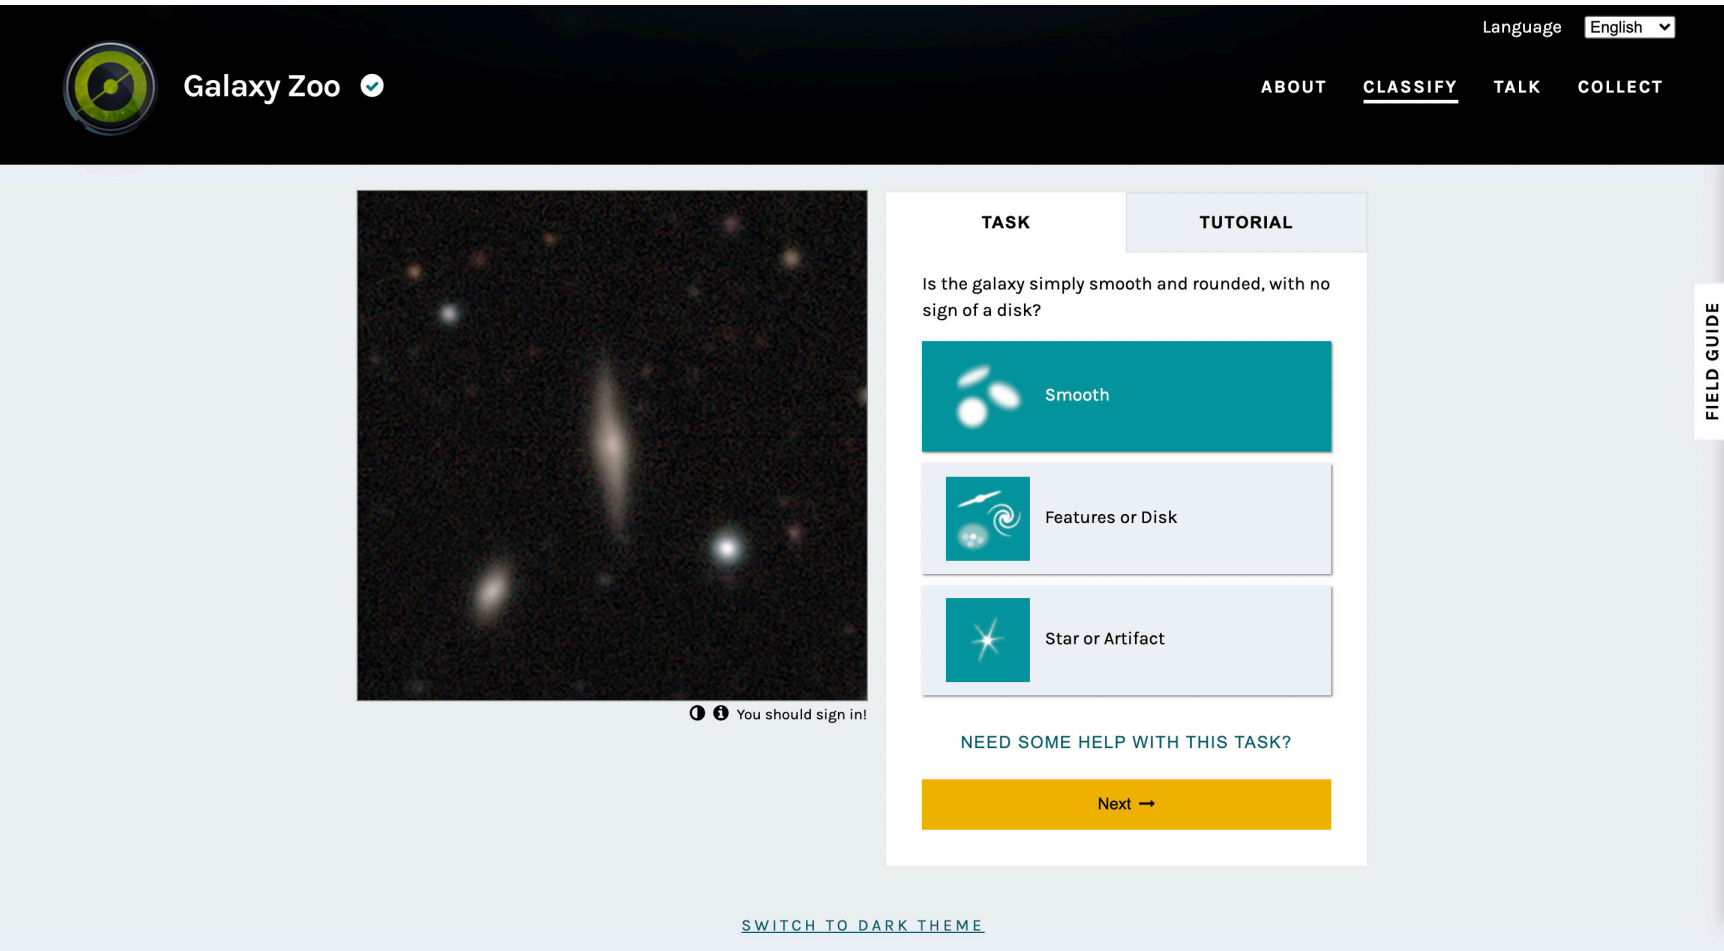 Language English
Galaxy Zoo
ABOUT CLASSIFY TALK COLLECT
TASK TUTORIAL
Is the galaxy simply smooth and rounded, with no
sign of a disk?
Smooth
Features or Disk
Star or Artifact
NEED SOME HELP WITH THIS TASK?
Next →
You should sign in!
FIELD GUIDE
SWITCH TO DARK THEME